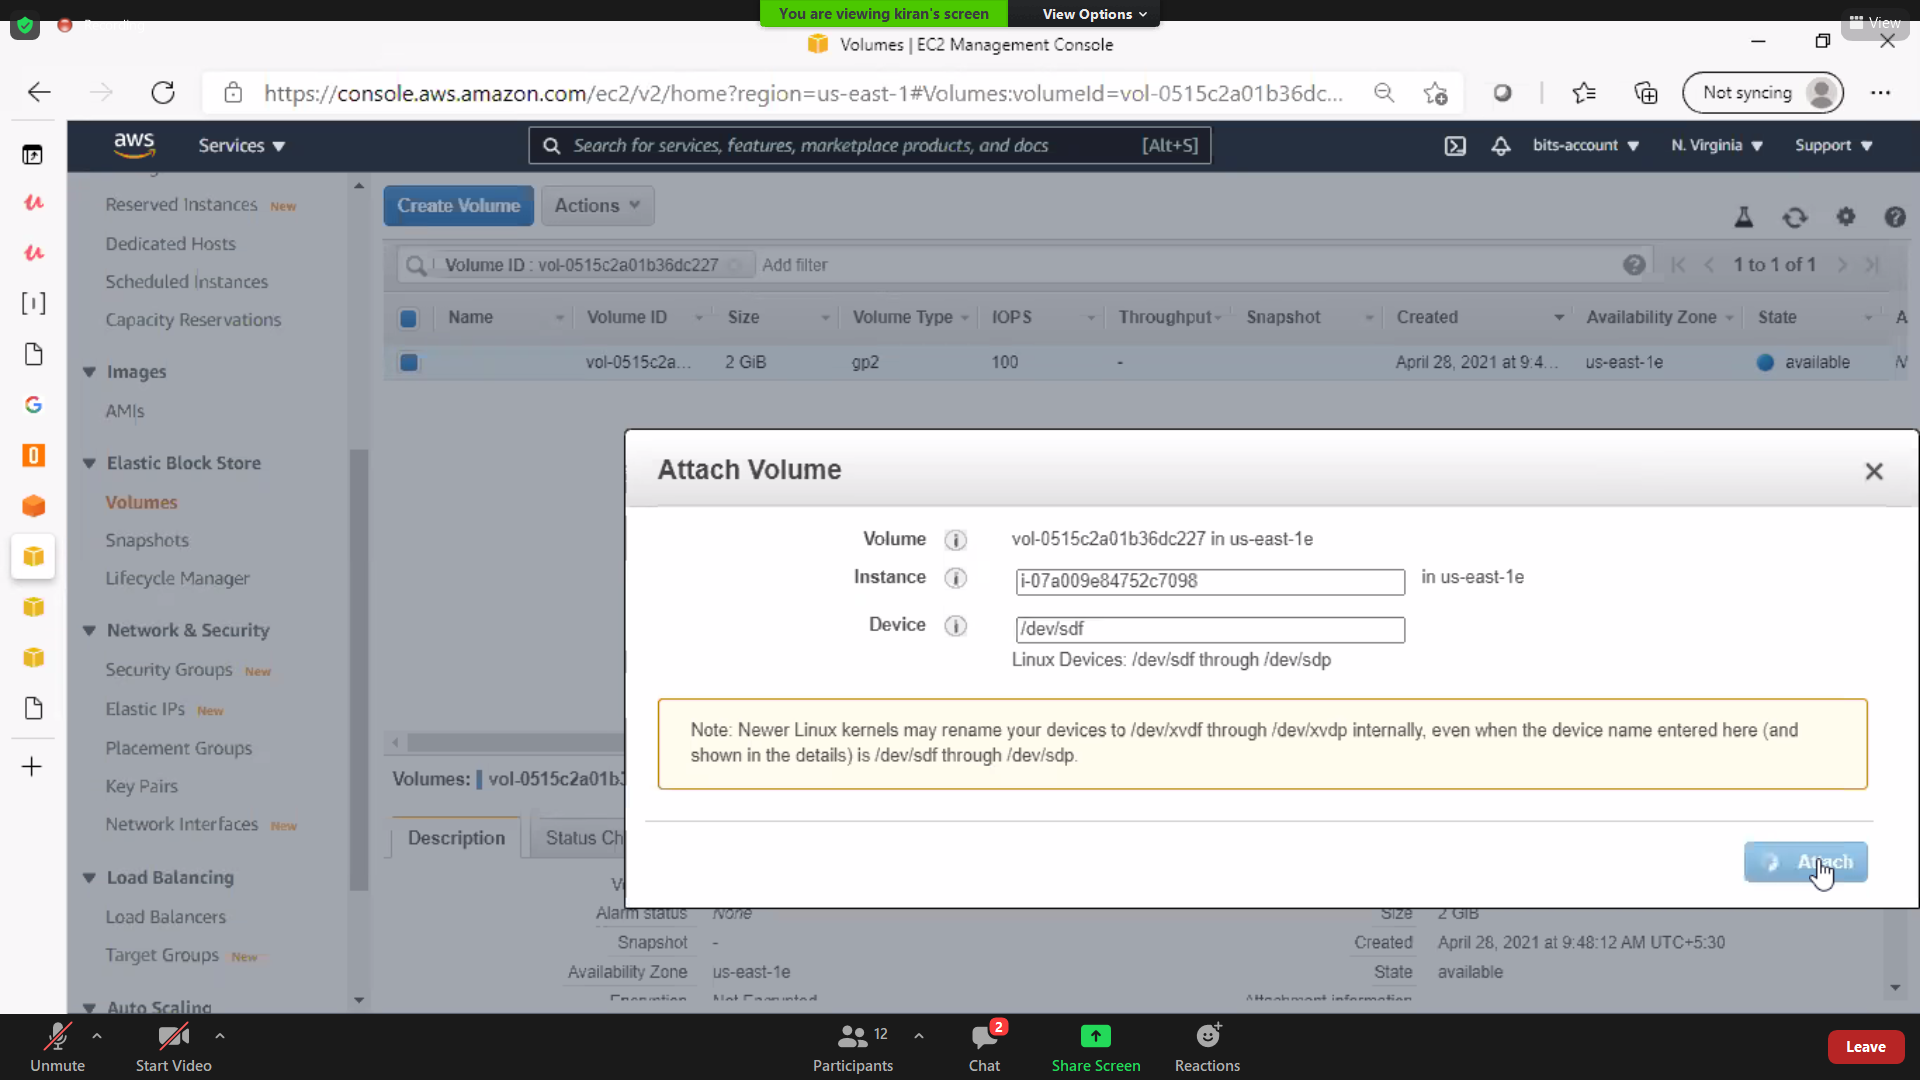 You are viewing kiran's screen
View Options
View
Recording
Volumes | EC2 Management Console
https://console.aws.amazon.com/ec2/v2/home?region=us-east-1#Volumes:volumeId=vol-0515c2a01b36dc...
Not syncing
aws
Services
Search for services, features, marketplace products, and docs
[Alt+S]
bits-account
N. Virginia
Support
Reserved Instances New
Dedicated Hosts
Scheduled Instances
Capacity Reservations
Images
AMIs
Elastic Block Store
Volumes
Snapshots
Lifecycle Manager
Network & Security
Security Groups New
Elastic IPs New
Placement Groups
Key Pairs
Network Interfaces New
Load Balancing
Load Balancers
Target Groups New
Auto Scaling
Create Volume
Actions
Volume ID : vol-0515c2a01b36dc227
Add filter
1 to 1 of 1
Name Volume ID Size Volume Type IOPS Throughput Snapshot Created Availability Zone State A
vol-0515c2a... 2 GiB gp2 100 - April 28, 2021 at 9:4... us-east-1e available
Attach Volume
Volume vol-0515c2a01b36dc227 in us-east-1e
Instance i-07a009e84752c7098 in us-east-1e
Device /dev/sdf
Linux Devices: /dev/sdf through /dev/sdp
Note: Newer Linux kernels may rename your devices to /dev/xvdf through /dev/xvdp internally, even when the device name entered here (and
shown in the details) is /dev/sdf through /dev/sdp.
Attach
Volumes: vol-0515c2a01b3
Description
Status Ch
Alarm status None
Snapshot -
Availability Zone us-east-1e
Encryption Not Encrypted
Size 2 GiB
Created April 28, 2021 at 9:48:12 AM UTC+5:30
State available
Attachment information
Unmute
Start Video
12
Participants
2
Chat
Share Screen
Reactions
Leave